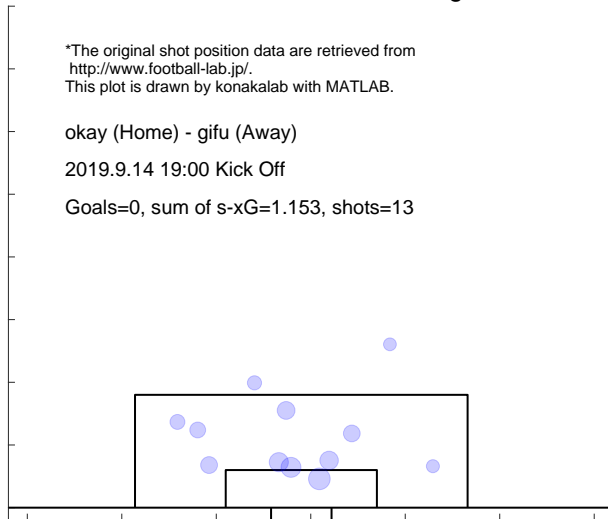 *The original shot position data are retrieved from
http://www.football-lab.jp/.
This plot is drawn by konakalab with MATLAB.
okay (Home) - gifu (Away)
2019.9.14 19:00 Kick Off
Goals=0, sum of s-xG=1.153, shots=13